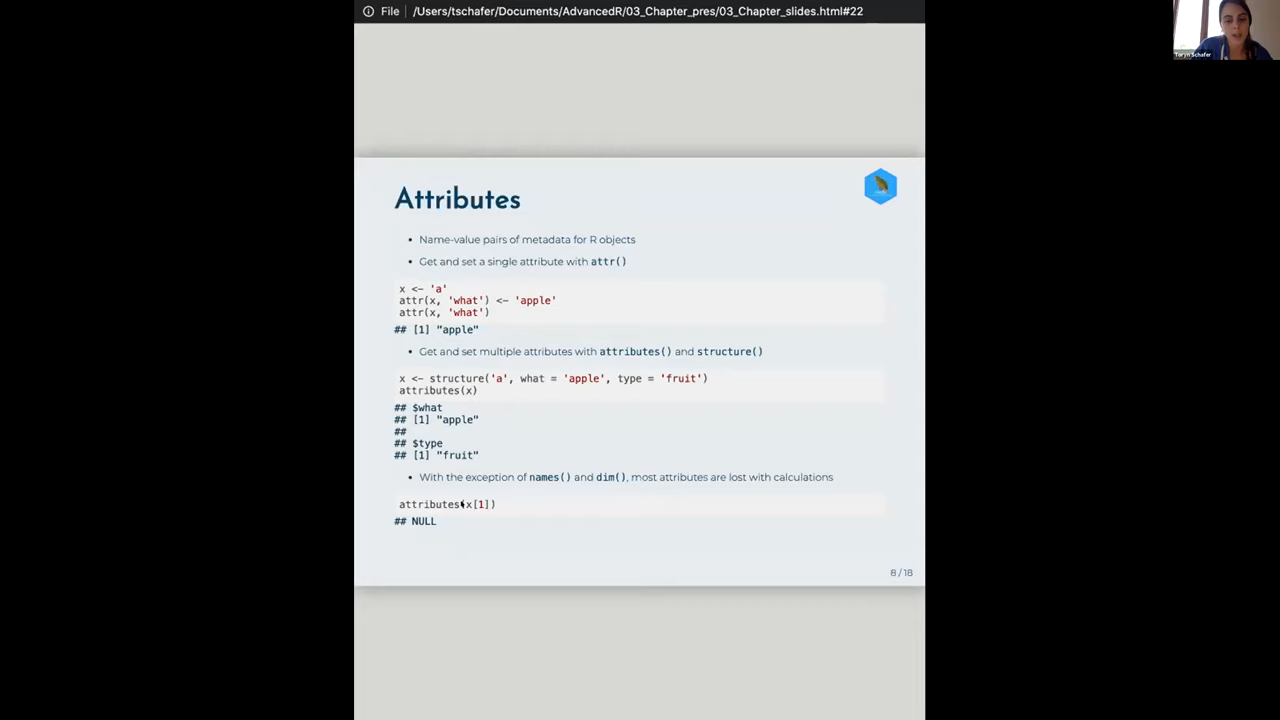 File /Users/tschafer/Documents/AdvancedR/03_Chapter_pres/03_Chapter_slides.html#22
Toryn Schafer
Attributes
• Name-value pairs of metadata for R objects
• Get and set a single attribute with attr()
x <- 'a'
attr(x, 'what') <- 'apple'
attr(x, 'what')
## [1] "apple"
• Get and set multiple attributes with attributes() and structure()
x <- structure('a', what = 'apple', type = 'fruit')
attributes(x)
## $what
## [1] "apple"
##
## $type
## [1] "fruit"
• With the exception of names() and dim(), most attributes are lost with calculations
attributes(x[1])
## NULL
8 / 18